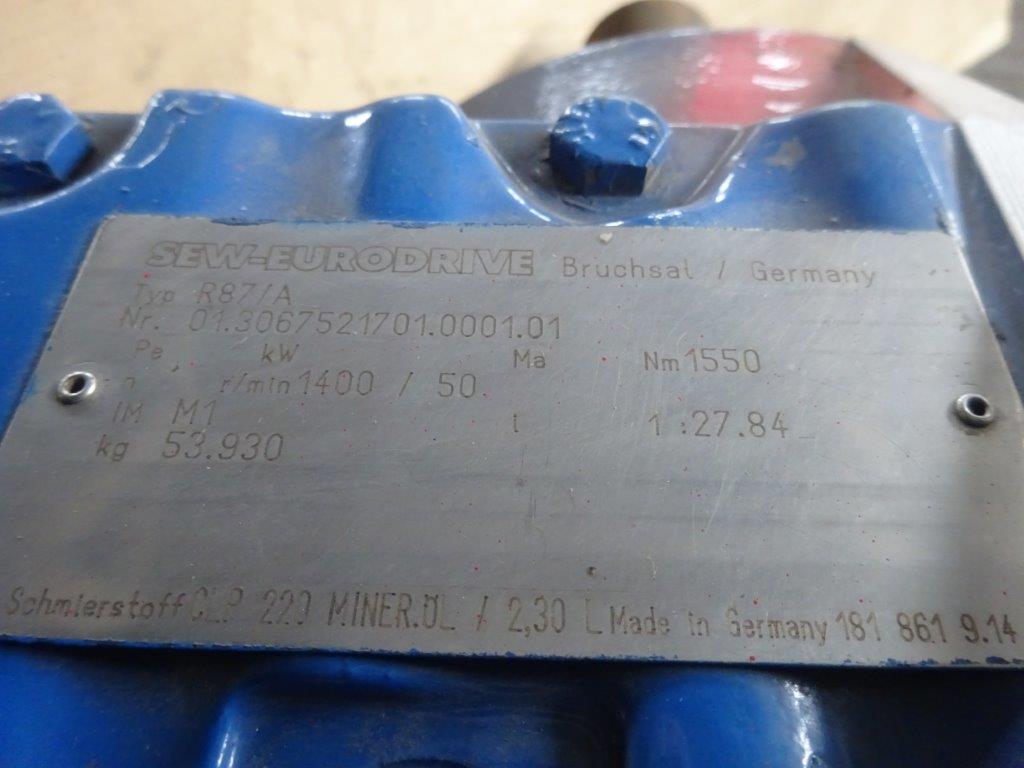 SEW-EURODRIVE Bruchsal / Germany
Typ R87/A
Nr. 01.3067521701.0001.01
Pe kW Ma Nm 1550
n r/min 1400 / 50
IM M1 i 1 :27.84
kg 53.930
Schmierstoff CLP 220 MINER.ÖL / 2,30 L Made in Germany 181 861 9.14